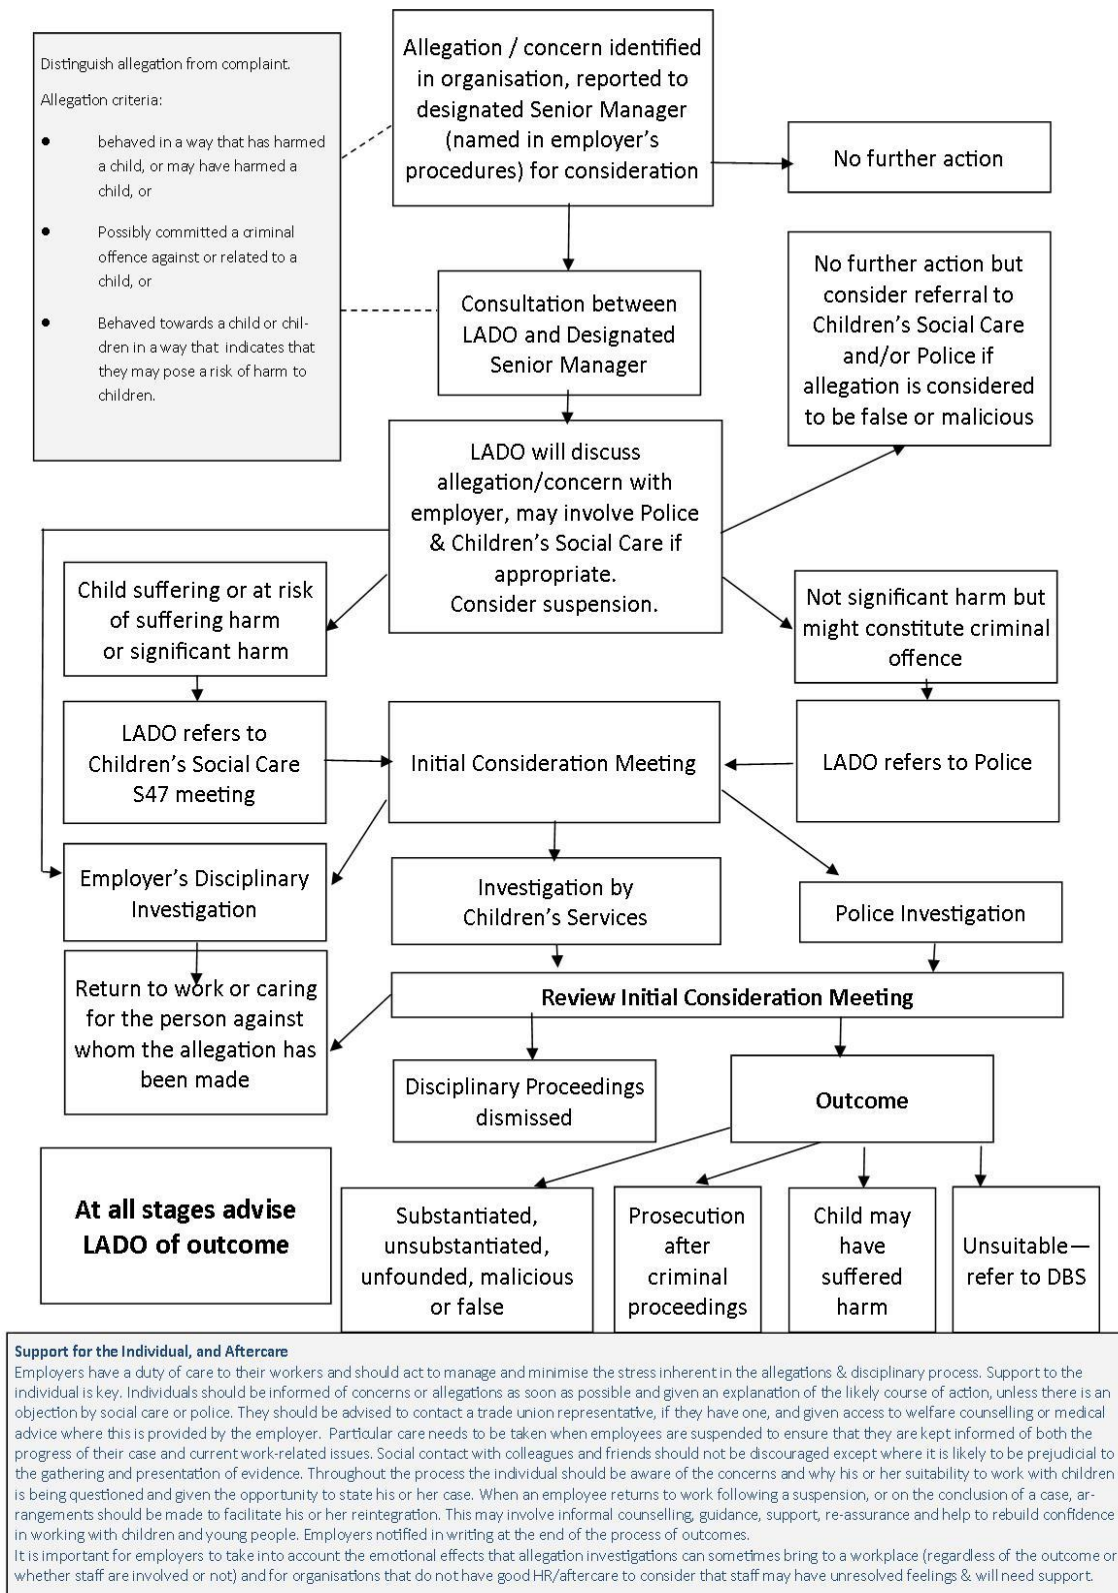 Distinguish allegation from complaint.
Allegation criteria:
● behaved in a way that has harmed
a child, or may have harmed a
child, or
● Possibly committed a criminal
offence against or related to a
child, or
● Behaved towards a child or chil-
dren in a way that indicates that
they may pose a risk of harm to
children.
Allegation / concern identified
in organisation, reported to
designated Senior Manager
(named in employer's
procedures) for consideration
No further action
Consultation between
LADO and Designated
Senior Manager
No further action but
consider referral to
Children's Social Care
and/or Police if
allegation is considered
to be false or malicious
LADO will discuss
allegation/concern with
employer, may involve Police
& Children's Social Care if
appropriate.
Consider suspension.
Child suffering or at risk
of suffering harm
or significant harm
Not significant harm but
might constitute criminal
offence
LADO refers to
Children's Social Care
S47 meeting
Initial Consideration Meeting
LADO refers to Police
Employer's Disciplinary
Investigation
Investigation by
Children's Services
Police Investigation
Return to work or caring
for the person against
whom the allegation has
been made
Review Initial Consideration Meeting
Disciplinary Proceedings
dismissed
Outcome
At all stages advise
LADO of outcome
Substantiated,
unsubstantiated,
unfounded, malicious
or false
Prosecution
after
criminal
proceedings
Child may
have
suffered
harm
Unsuitable—
refer to DBS
Support for the Individual, and Aftercare
Employers have a duty of care to their workers and should act to manage and minimise the stress inherent in the allegations & disciplinary process. Support to the
individual is key. Individuals should be informed of concerns or allegations as soon as possible and given an explanation of the likely course of action, unless there is an
objection by social care or police. They should be advised to contact a trade union representative, if they have one, and given access to welfare counselling or medical
advice where this is provided by the employer. Particular care needs to be taken when employees are suspended to ensure that they are kept informed of both the
progress of their case and current work-related issues. Social contact with colleagues and friends should not be discouraged except where it is likely to be prejudicial to
the gathering and presentation of evidence. Throughout the process the individual should be aware of the concerns and why his or her suitability to work with children
is being questioned and given the opportunity to state his or her case. When an employee returns to work following a suspension, or on the conclusion of a case, ar-
rangements should be made to facilitate his or her reintegration. This may involve informal counselling, guidance, support, re-assurance and help to rebuild confidence
in working with children and young people. Employers notified in writing at the end of the process of outcomes.
It is important for employers to take into account the emotional effects that allegation investigations can sometimes bring to a workplace (regardless of the outcome or
whether staff are involved or not) and for organisations that do not have good HR/aftercare to consider that staff may have unresolved feelings & will need support.